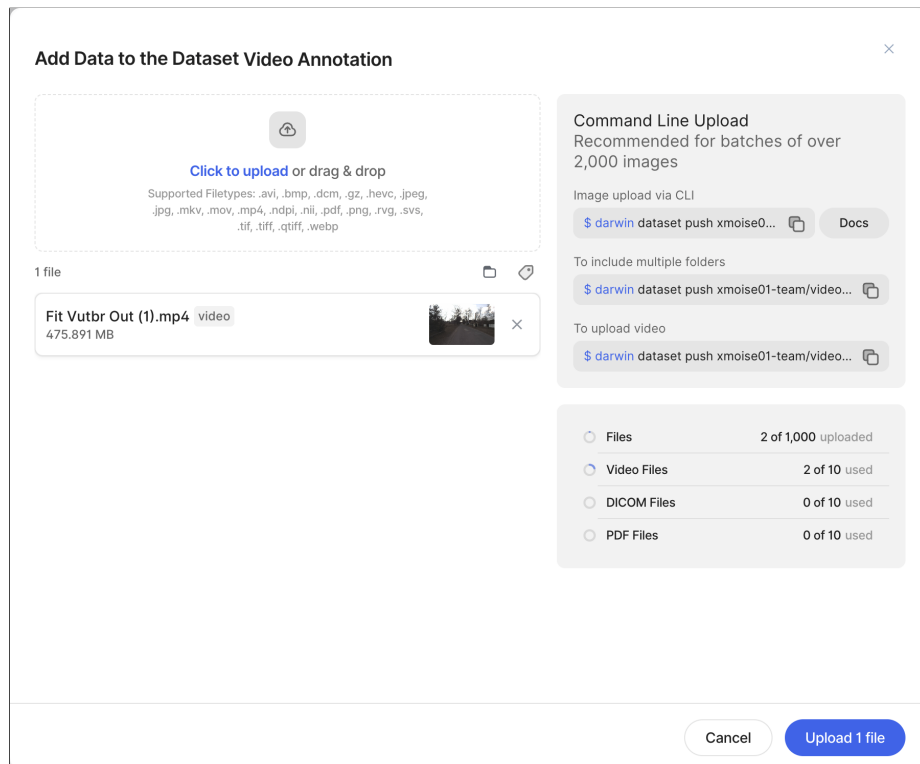 Add Data to the Dataset Video Annotation
Click to upload or drag & drop
Supported Filetypes: .avi, .bmp, .dcm, .gz, .hevc, .jpeg,
.jpg, .mkv, .mov, .mp4, .ndpi, .nii, .pdf, .png, .rvg, .svs,
.tif, .tiff, .qtiff, .webp
1 file
Fit Vutbr Out (1).mp4 video
475.891 MB
Command Line Upload
Recommended for batches of over
2,000 images
Image upload via CLI
$ darwin dataset push xmoise0... Docs
To include multiple folders
$ darwin dataset push xmoise01-team/video...
To upload video
$ darwin dataset push xmoise01-team/video...
Files 2 of 1,000 uploaded
Video Files 2 of 10 used
DICOM Files 0 of 10 used
PDF Files 0 of 10 used
Cancel Upload 1 file